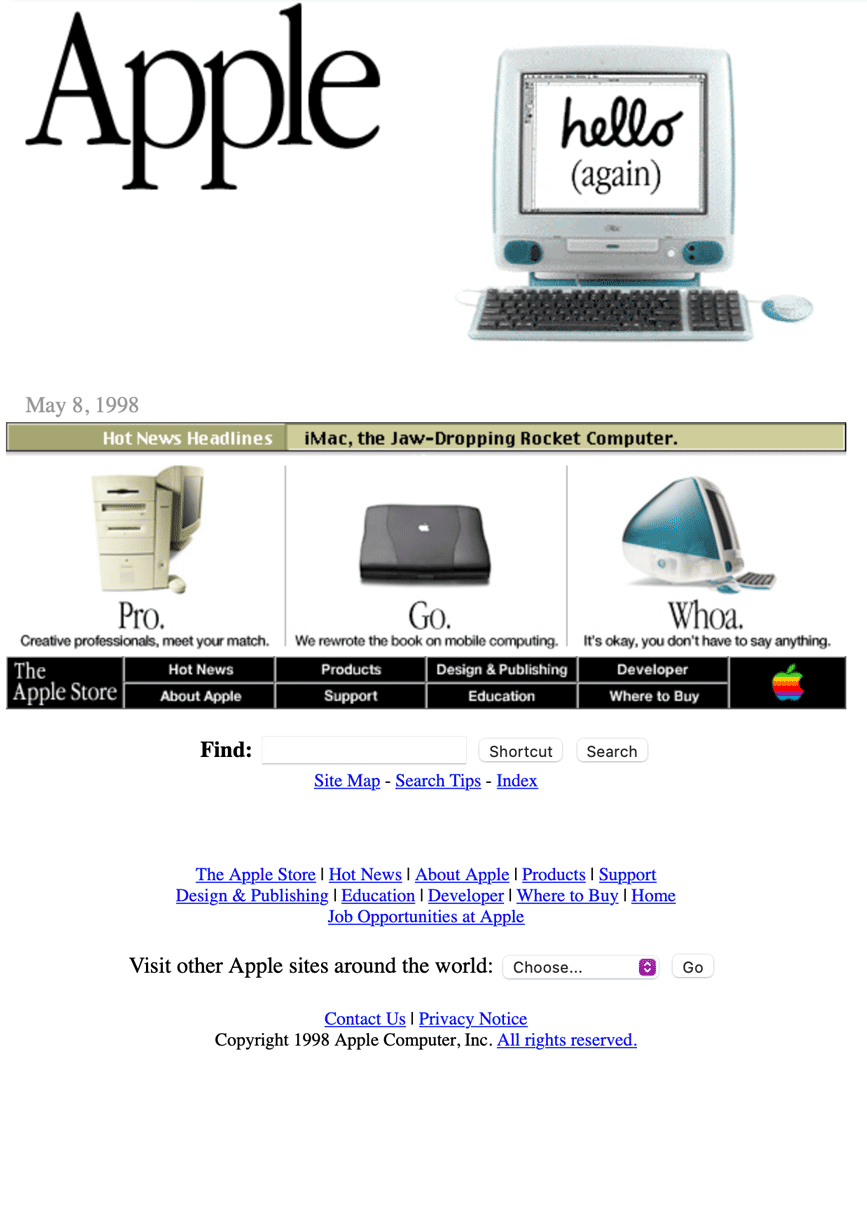 Apple
hello
(again)
iMac
May 8, 1998
Hot News Headlines iMac, the Jaw-Dropping Rocket Computer.
Pro. Go. Whoa.
Creative professionals, meet your match. We rewrote the book on mobile computing. It's okay, you don't have to say anything.
The Apple Store
Hot News Products Design & Publishing Developer
About Apple Support Education Where to Buy
Find: Shortcut Search
Site Map - Search Tips - Index
The Apple Store | Hot News | About Apple | Products | Support
Design & Publishing | Education | Developer | Where to Buy | Home
Job Opportunities at Apple
Visit other Apple sites around the world: Choose... Go
Contact Us | Privacy Notice
Copyright 1998 Apple Computer, Inc. All rights reserved.